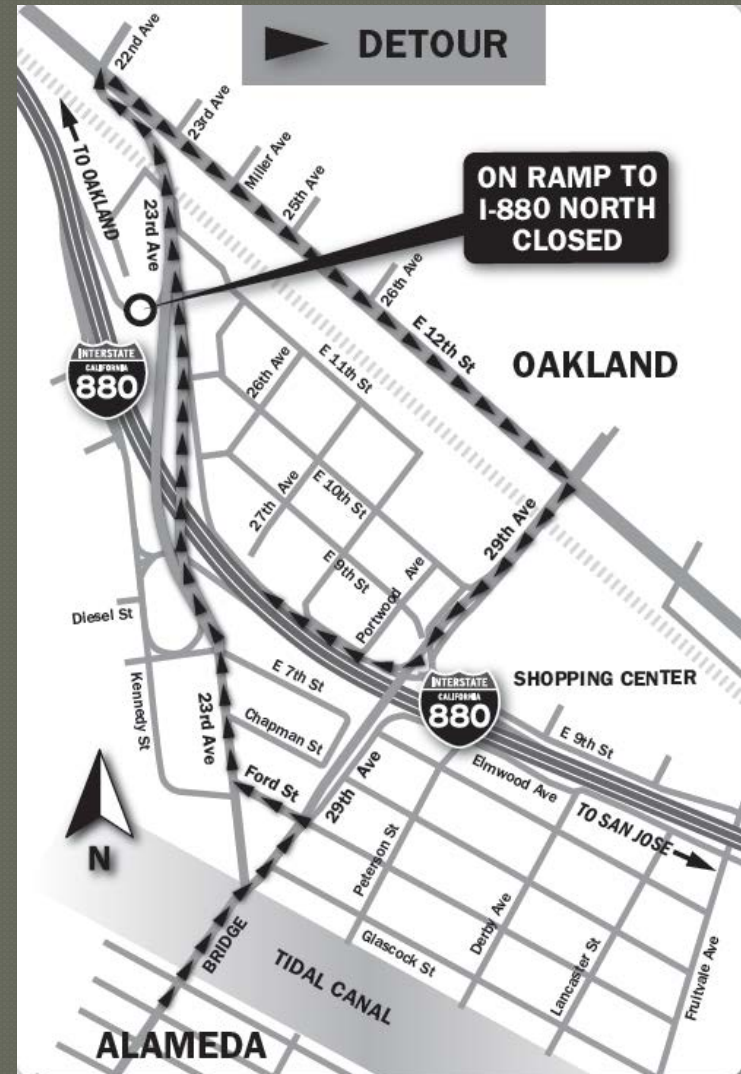 DETOUR
22nd Ave
23rd Ave
Miller Ave
25th Ave
26th Ave
TO OAKLAND
23rd Ave
ON RAMP TO
I-880 NORTH
CLOSED
E 12th St
OAKLAND
INTERSTATE
CALIFORNIA
880
E 11th St
26th Ave
27th Ave
E 10th St
E 9th St
Portwood Ave
29th Ave
Diesel St
Kennedy St
23rd Ave
E 7th St
Chapman St
Ford St
29th Ave
INTERSTATE
CALIFORNIA
880
SHOPPING CENTER
E 9th St
Elmwood Ave
TO SAN JOSE
N
Peterson St
Derby Ave
Lancaster St
Fruitvale Ave
Glascock St
BRIDGE
TIDAL CANAL
ALAMEDA